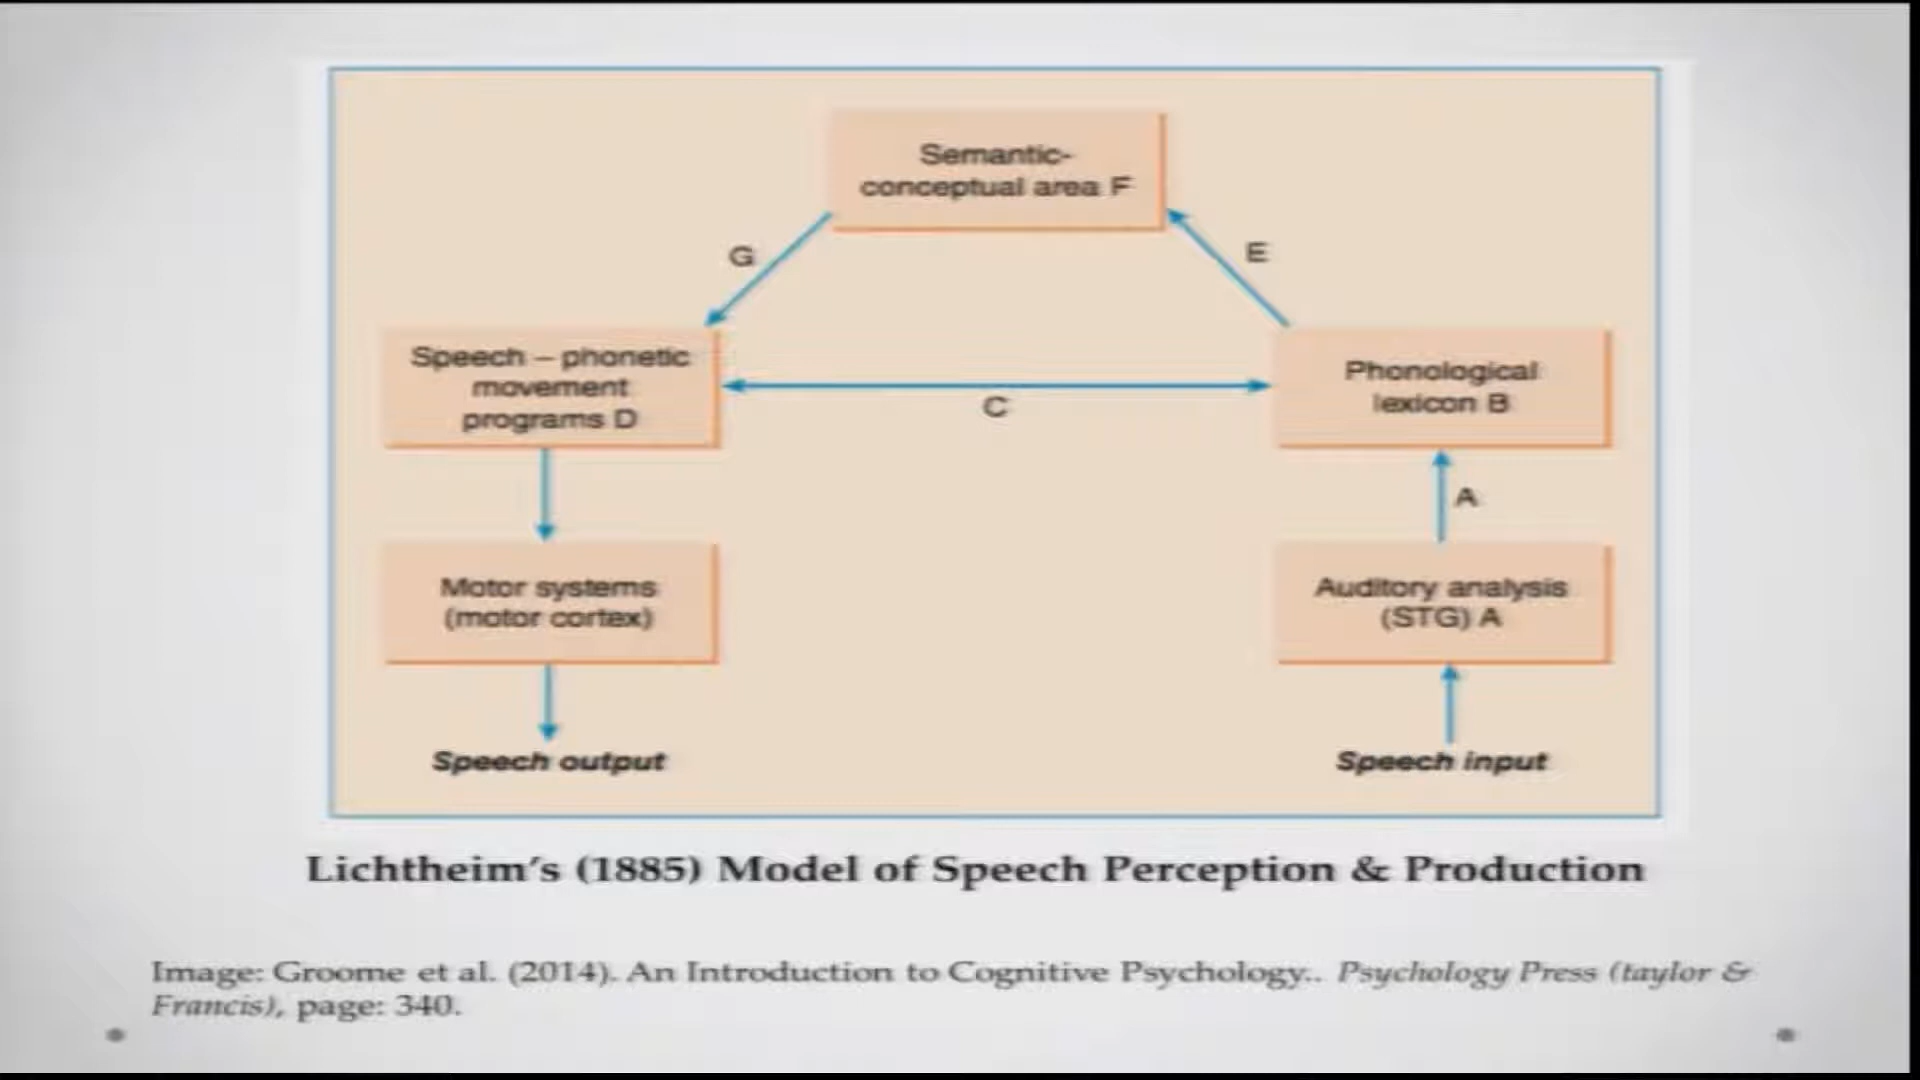 Semantic-
conceptual area F
G
E
Speech – phonetic
movement
programs D
C
Phonological
lexicon B
A
Motor systems
(motor cortex)
Auditory analysis
(STG) A
Speech output
Speech input
Lichtheim's (1885) Model of Speech Perception & Production
Image: Groome et al. (2014). An Introduction to Cognitive Psychology.. Psychology Press (taylor &
Francis), page: 340.